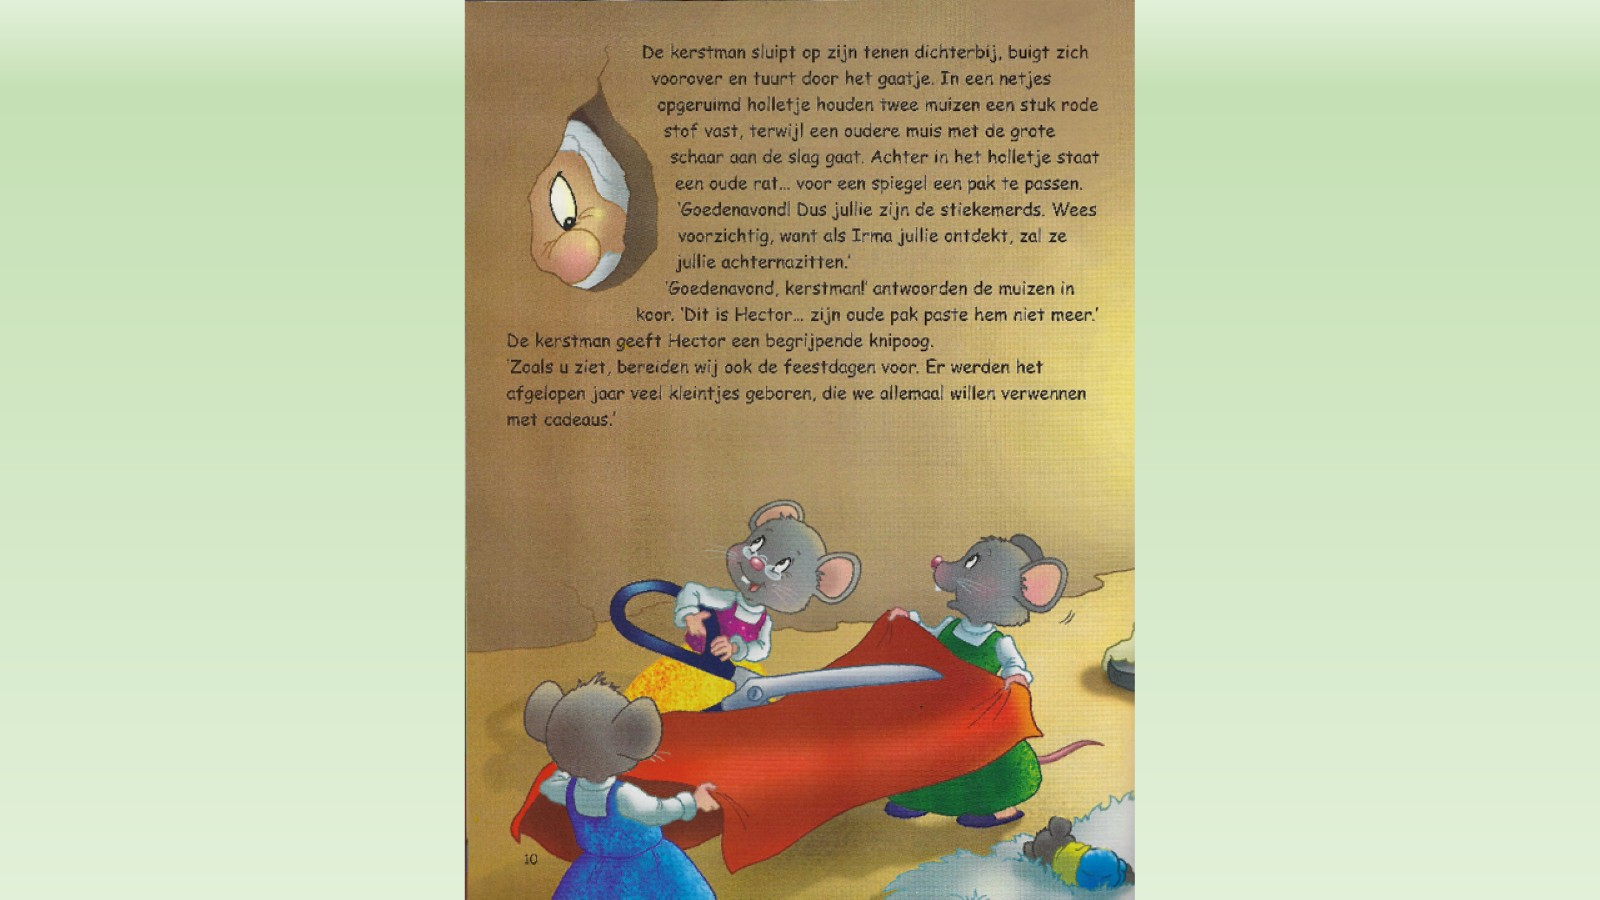 De kerstman sluipt op zijn tenen dichterbij, buigt zich
voorover en tuurt door het gaatje. In een netjes
opgeruimd holletje houden twee muizen een stuk rode
stof vast, terwijl een oudere muis met de grote
schaar aan de slag gaat. Achter in het holletje staat
een oude rat... voor een spiegel een pak te passen.
'Goedenavond! Dus jullie zijn de stiekemerds. Wees
voorzichtig, want als Irma jullie ontdekt, zal ze
jullie achternazitten.'
'Goedenavond, kerstman!' antwoorden de muizen in
koor. 'Dit is Hector... zijn oude pak paste hem niet meer.'
De kerstman geeft Hector een begrijpende knipoog.
'Zoals u ziet, bereiden wij ook de feestdagen voor. Er werden het
afgelopen jaar veel kleintjes geboren, die we allemaal willen verwennen
met cadeaus.'
10